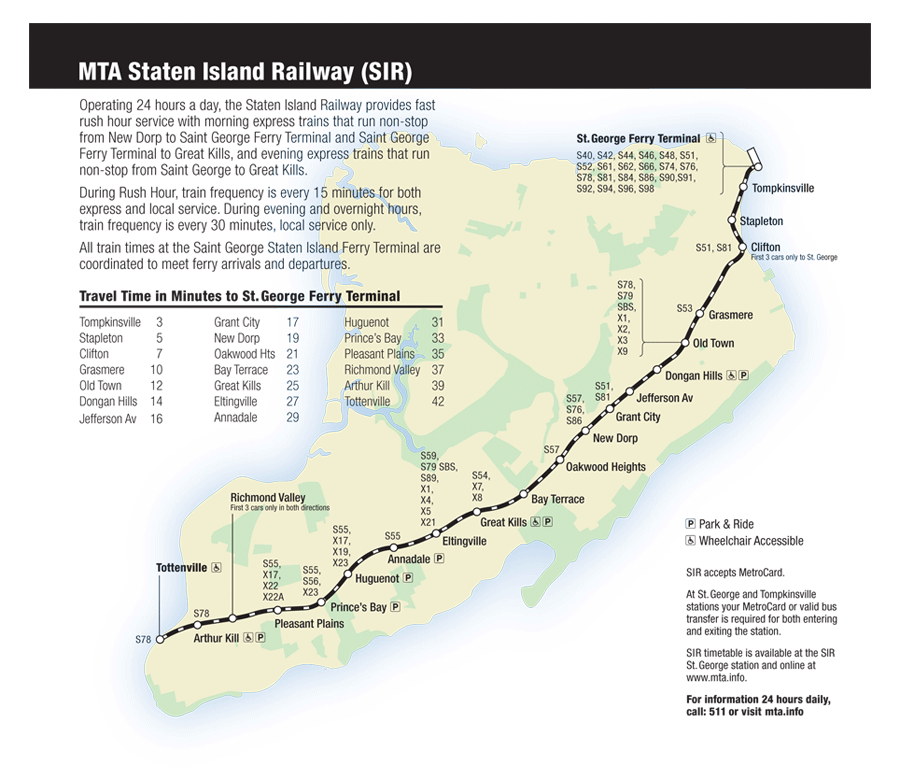 MTA Staten Island Railway (SIR)
Operating 24 hours a day, the Staten Island Railway provides fast
rush hour service with morning express trains that run non-stop
from New Dorp to Saint George Ferry Terminal and Saint George
Ferry Terminal to Great Kills, and evening express trains that run
non-stop from Saint George to Great Kills.
During Rush Hour, train frequency is every 15 minutes for both
express and local service. During evening and overnight hours,
train frequency is every 30 minutes, local service only.
All train times at the Saint George Staten Island Ferry Terminal are
coordinated to meet ferry arrivals and departures.
Travel Time in Minutes to St. George Ferry Terminal
Tompkinsville 3
Stapleton 5
Clifton 7
Grasmere 10
Old Town 12
Dongan Hills 14
Jefferson Av 16
Grant City 17
New Dorp 19
Oakwood Hts 21
Bay Terrace 23
Great Kills 25
Eltingville 27
Annadale 29
Huguenot 31
Prince's Bay 33
Pleasant Plains 35
Richmond Valley 37
Arthur Kill 39
Tottenville 42
St. George Ferry Terminal
S40, S42, S44, S46, S48, S51,
S52, S61, S62, S66, S74, S76,
S78, S81, S84, S86, S90, S91,
S92, S94, S96, S98
Tompkinsville
Stapleton
S51, S81
Clifton
First 3 cars only to St. George
S53
Grasmere
S78,
S79
SBS,
X1,
X2,
X3
X9
Old Town
Dongan Hills P
Jefferson Av
S51,
S81
Grant City
S57,
S76,
S86
New Dorp
S57
Oakwood Heights
Bay Terrace
S54,
X7,
X8
Great Kills P
S59,
S79 SBS,
S89,
X1,
X4,
X5
X21
Eltingville
S55
Annadale P
S55,
X17,
X19,
X23
Huguenot P
S55,
S56,
X23
Prince's Bay P
S55,
X17,
X22
X22A
Pleasant Plains
Richmond Valley
First 3 cars only in both directions
S78
Arthur Kill P
Tottenville
S78
P Park & Ride
Wheelchair Accessible
SIR accepts MetroCard.
At St. George and Tompkinsville
stations your MetroCard or valid bus
transfer is required for both entering
and exiting the station.
SIR timetable is available at the SIR
St. George station and online at
www.mta.info.
For information 24 hours daily,
call: 511 or visit mta.info